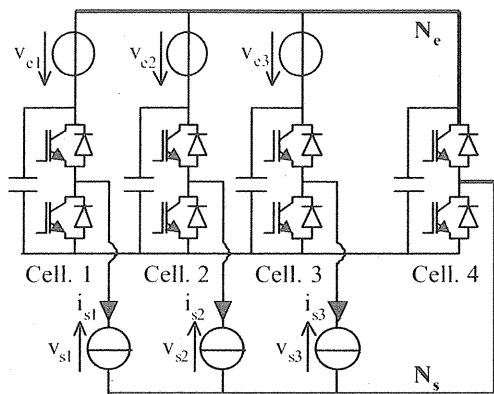 N_e
v_e1 v_e2 v_e3
Cell. 1 Cell. 2 Cell. 3 Cell. 4
i_s1 i_s2 i_s3
v_s1 v_s2 v_s3
N_s